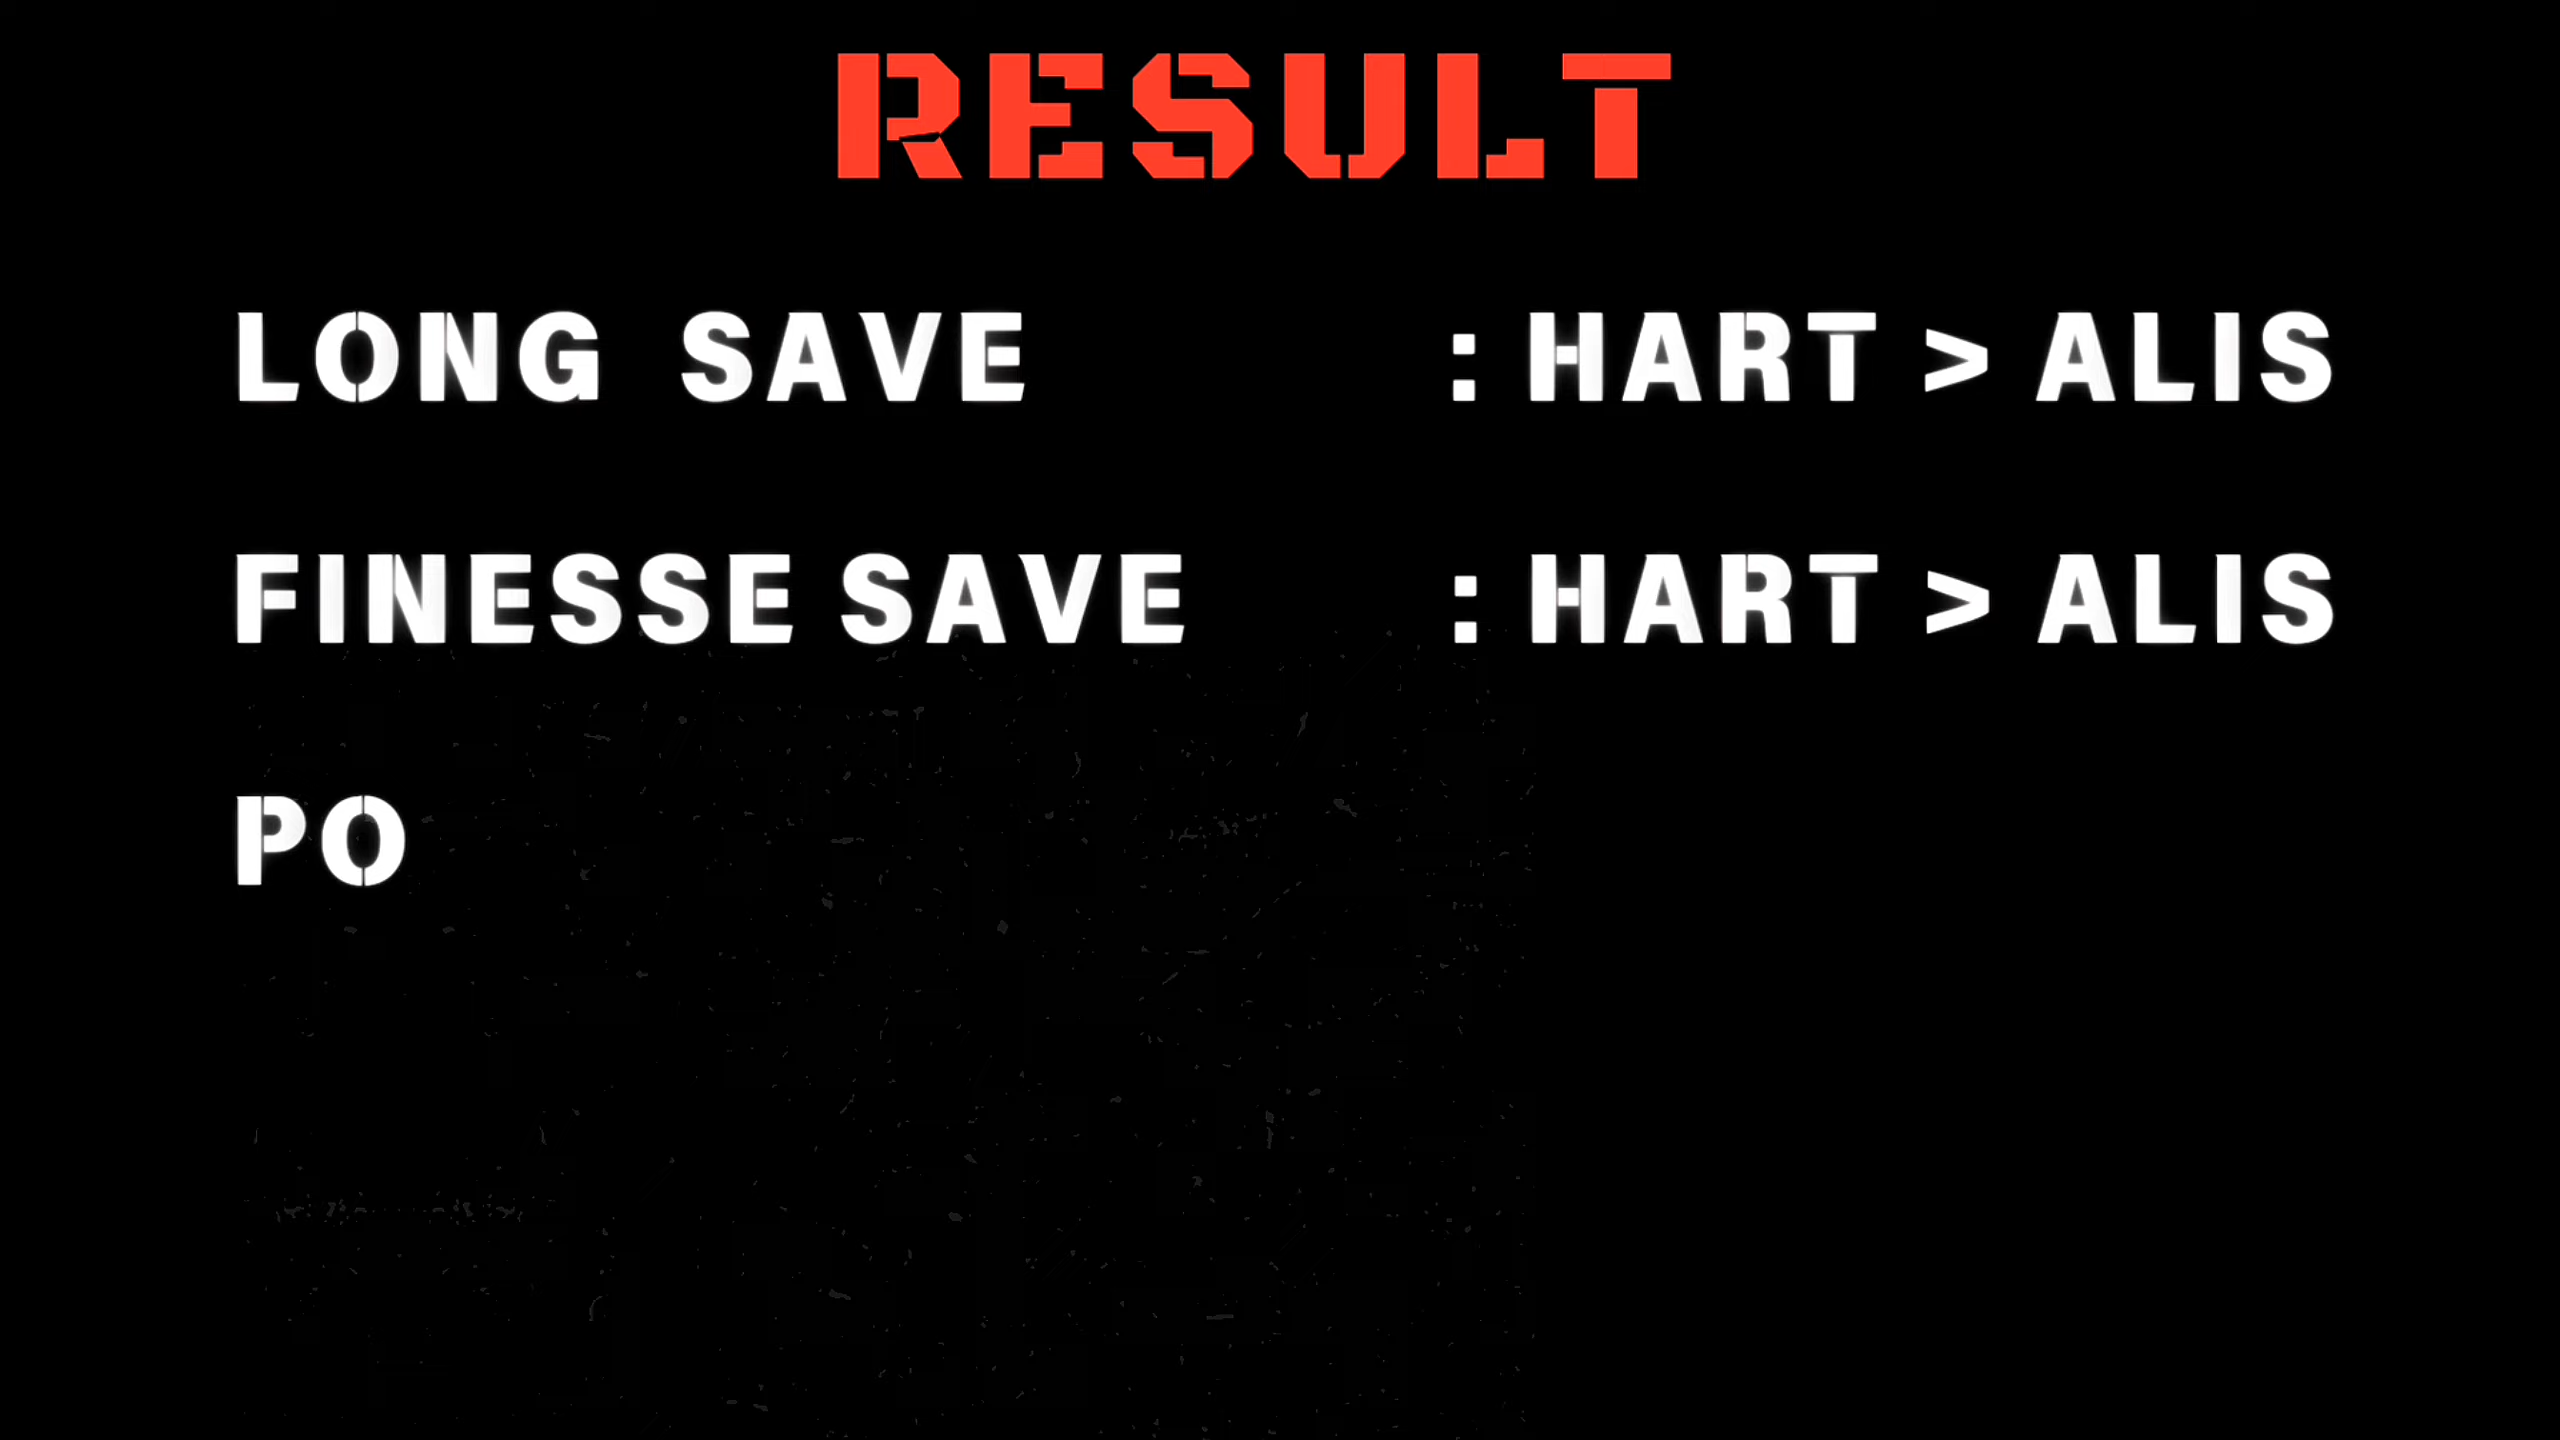 RESULT
LONG SAVE : HART > ALIS
FINESSE SAVE : HART > ALIS
PO